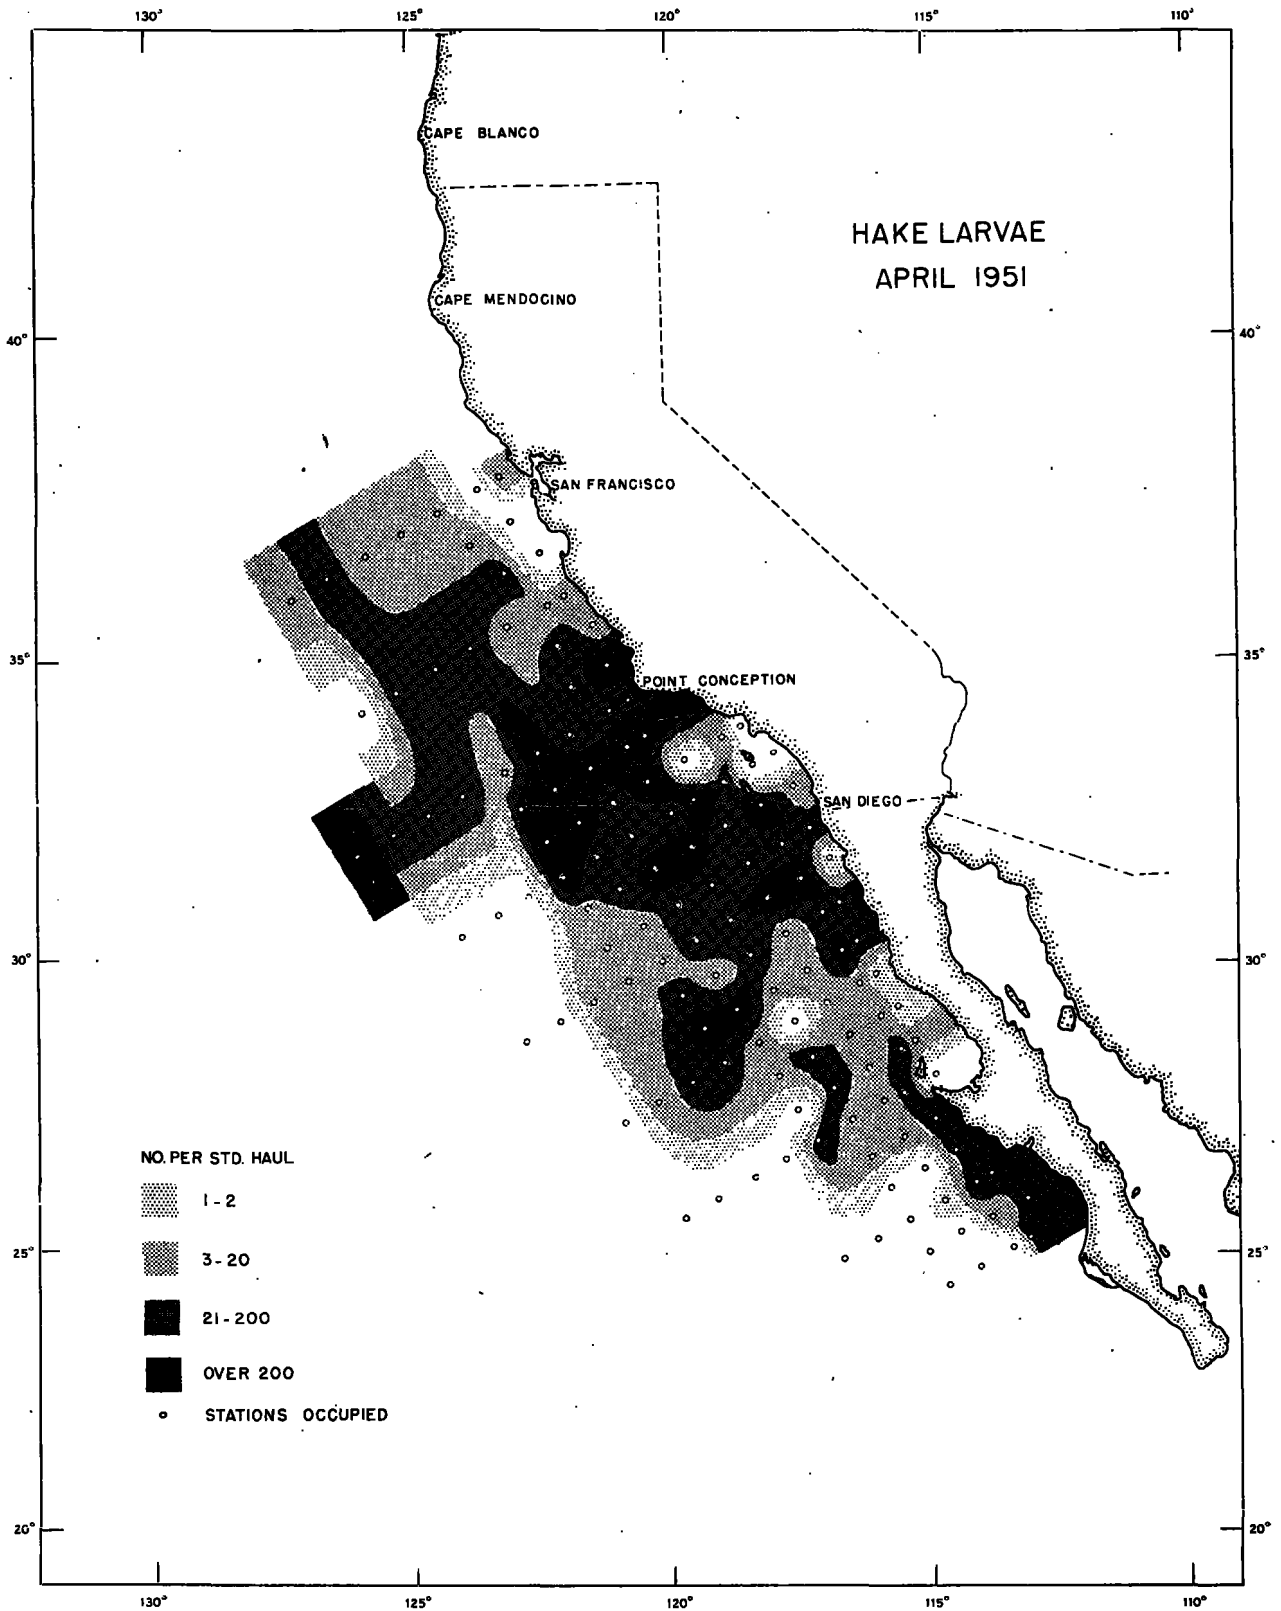 130° 125° 120° 115° 110°
CAPE BLANCO
HAKE LARVAE
APRIL 1951
CAPE MENDOCINO
40° 40°
SAN FRANCISCO
35° 35°
POINT CONCEPTION
SAN DIEGO
30° 30°
NO. PER STD. HAUL
1-2
25° 25°
3-20
21-200
OVER 200
STATIONS OCCUPIED
20° 20°
130° 125° 120° 115° 110°